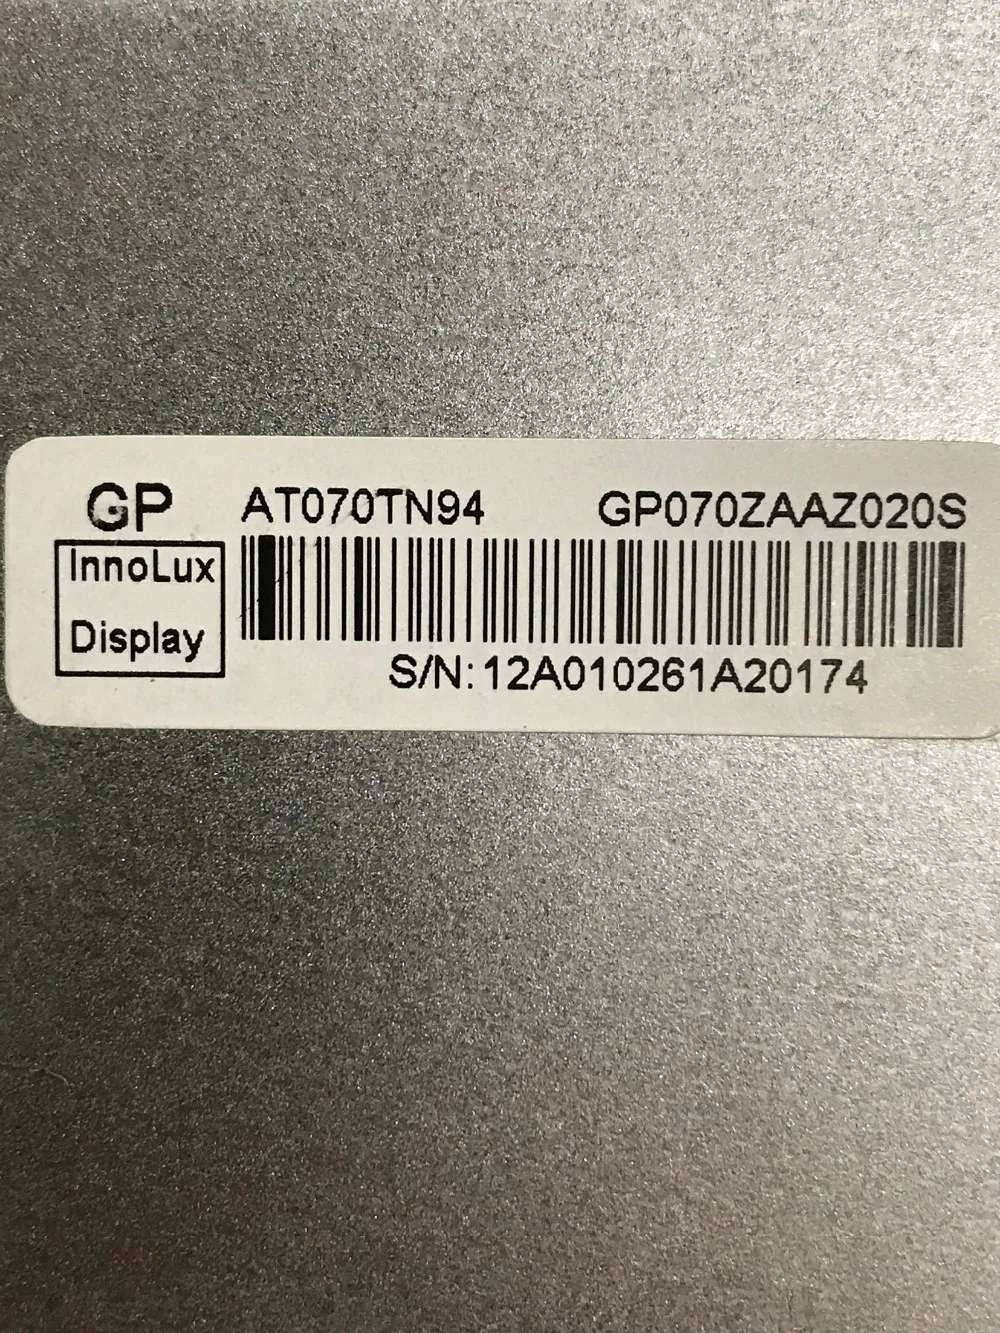 GP AT070TN94 GP070ZAAZ020S
InnoLux
Display
S/N: 12A010261A20174